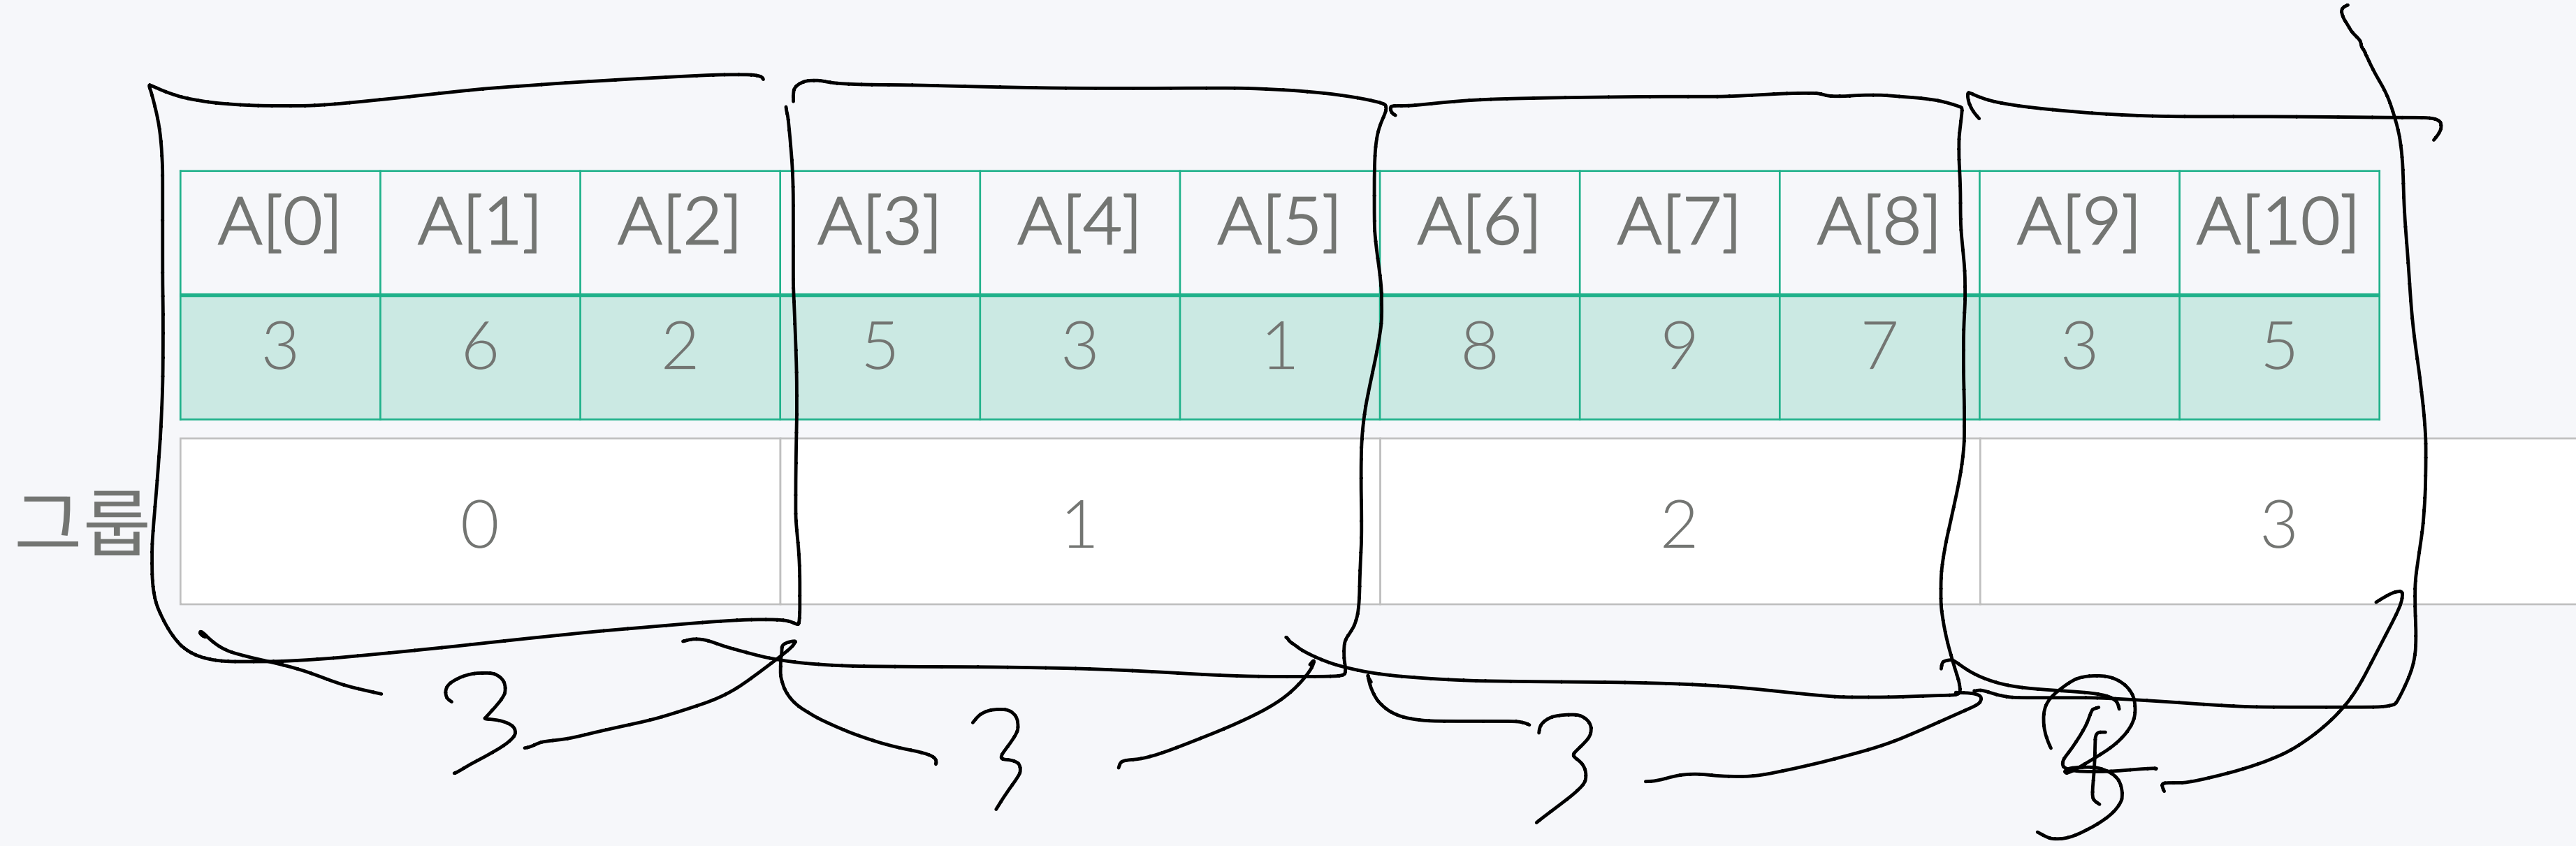 A[0] A[1] A[2] A[3] A[4] A[5] A[6] A[7] A[8] A[9] A[10]
3 6 2 5 3 1 8 9 7 3 5
그룹 0 1 2 3
3 3 3